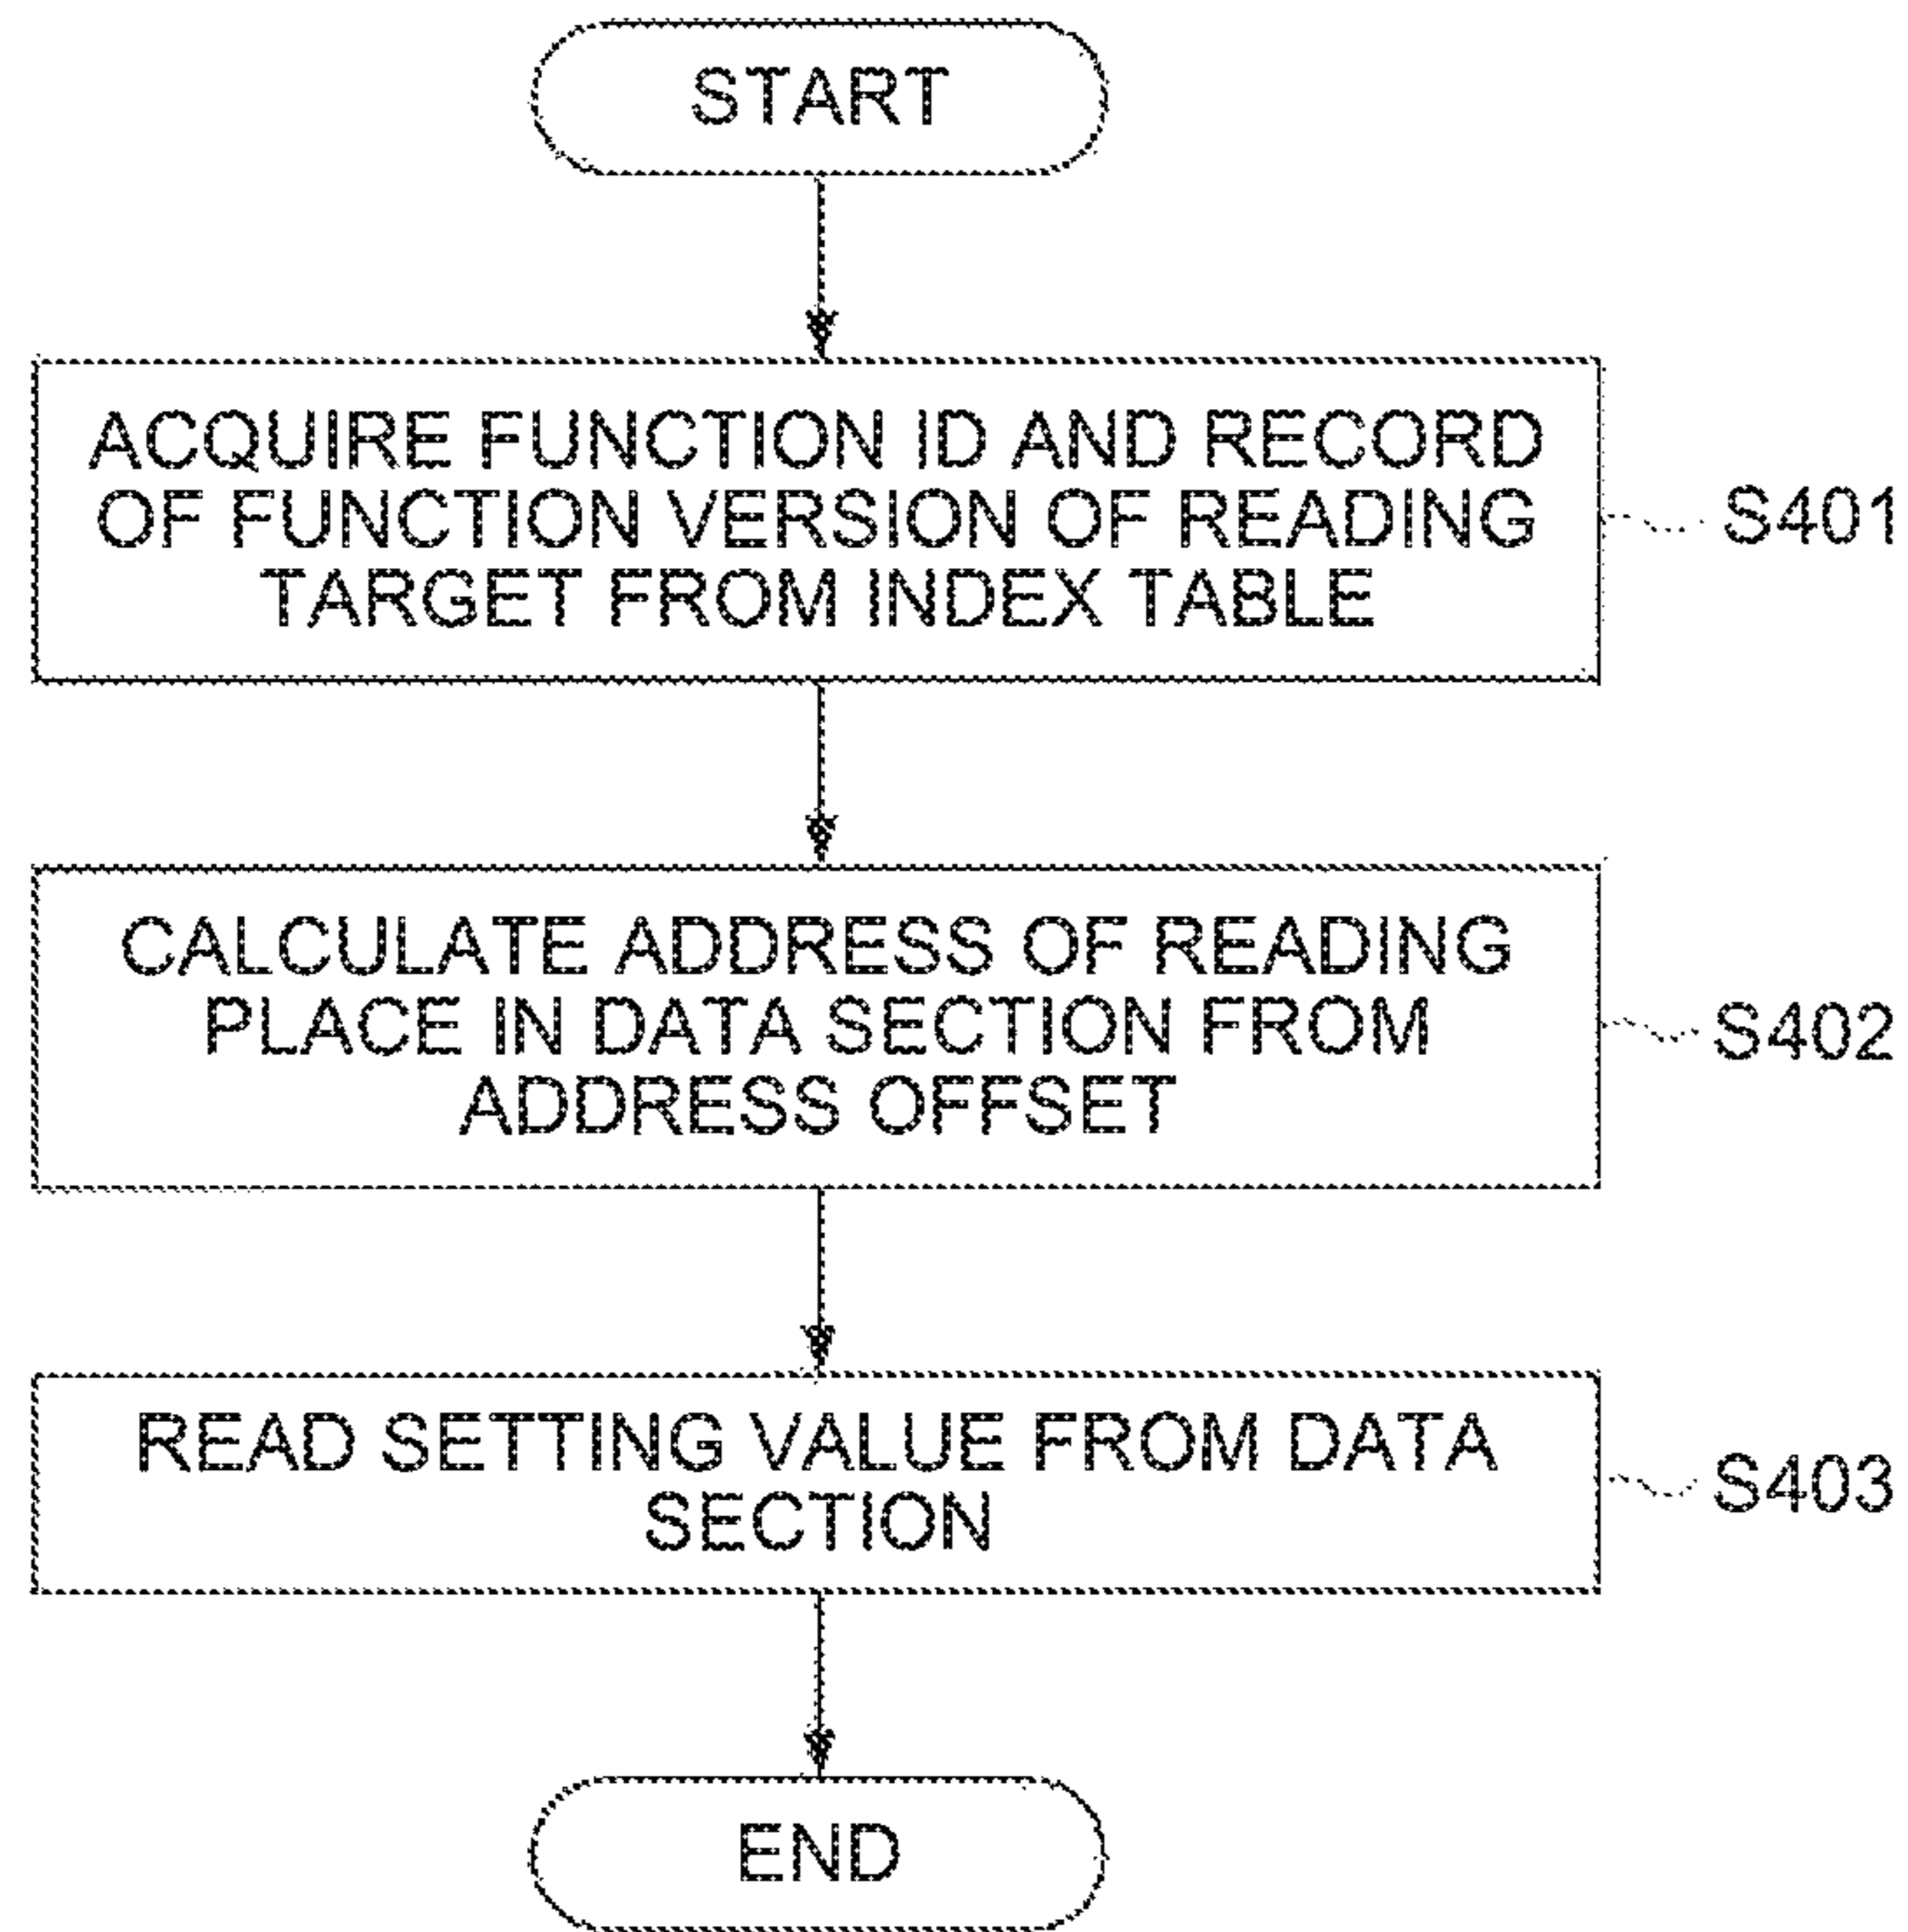 START
ACQUIRE FUNCTION ID AND RECORD
OF FUNCTION VERSION OF READING
TARGET FROM INDEX TABLE
S401
CALCULATE ADDRESS OF READING
PLACE IN DATA SECTION FROM
ADDRESS OFFSET
S402
READ SETTING VALUE FROM DATA
SECTION
S403
END